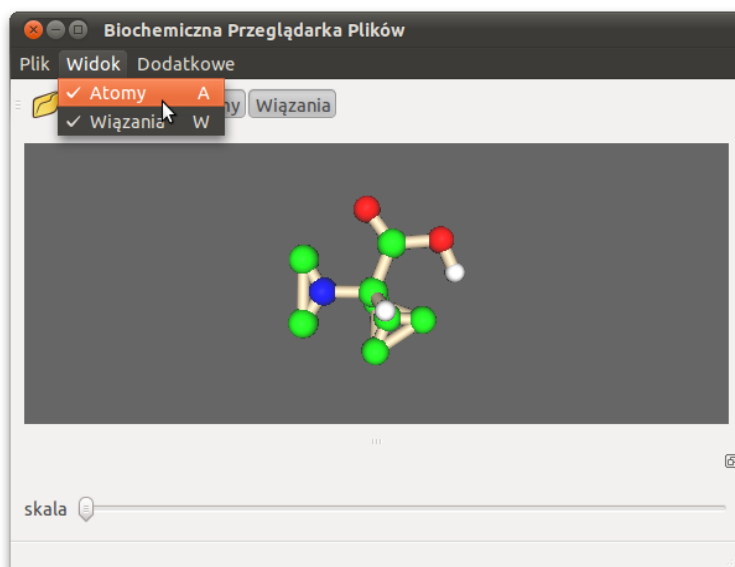 Biochemiczna Przeglądarka Plików
Plik Widok Dodatkowe
Atomy A
Wiązania W
Wiązania
skala